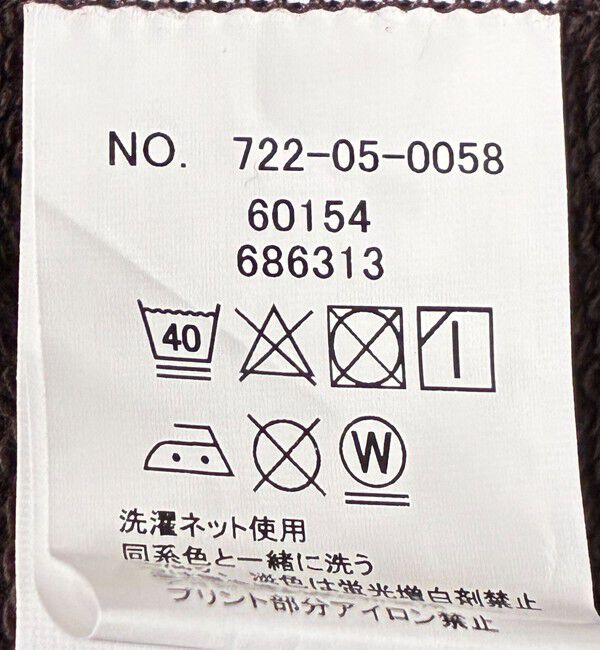 NO. 722-05-0058
60154
686313
40
W
洗濯ネット使用
同系色と一緒に洗う
淡色は蛍光増白剤禁止
プリント部分アイロン禁止